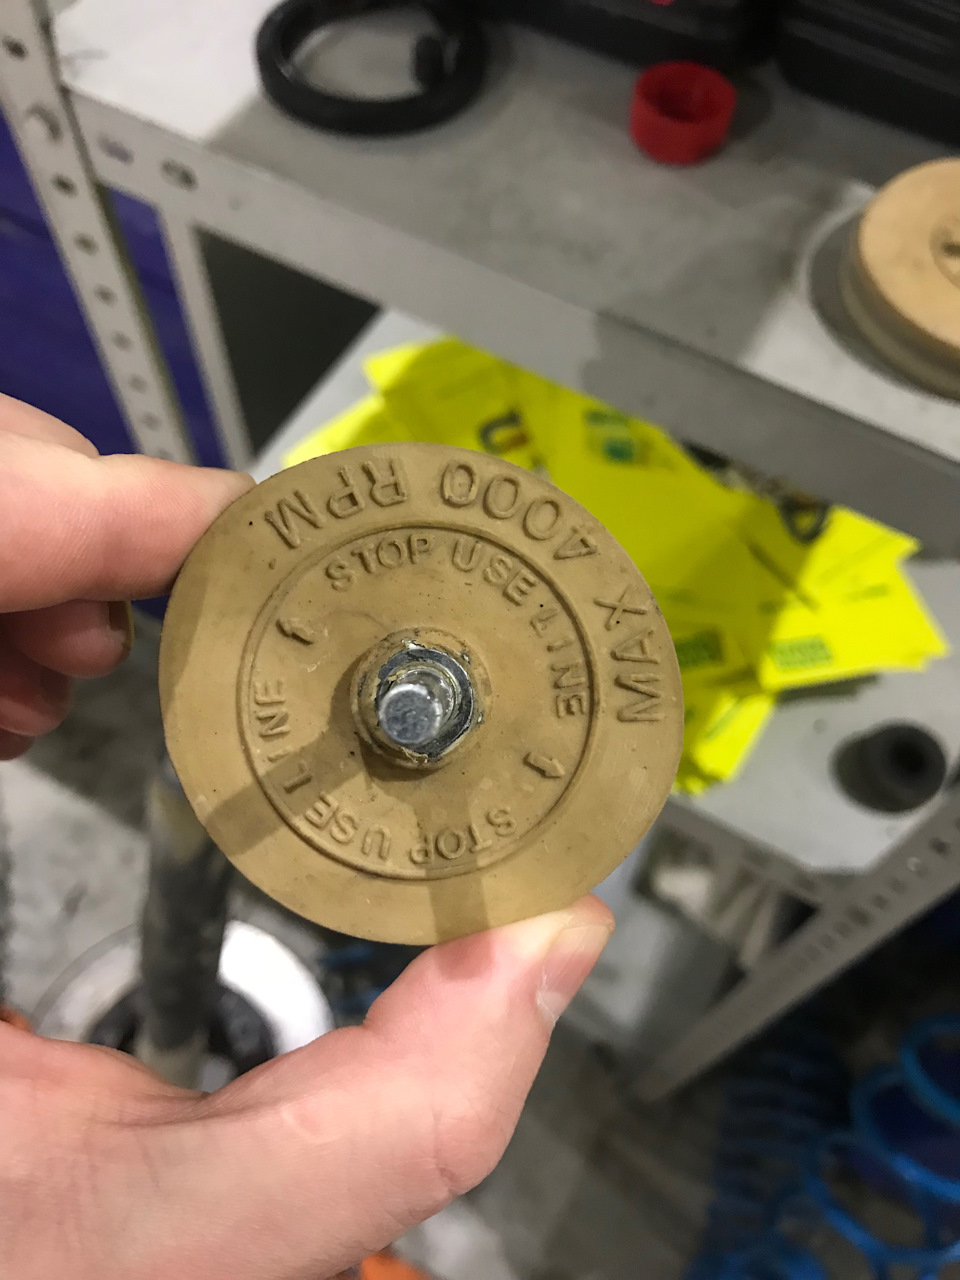 MAX 4000 RPM
STOP USE LINE
STOP USE LINE